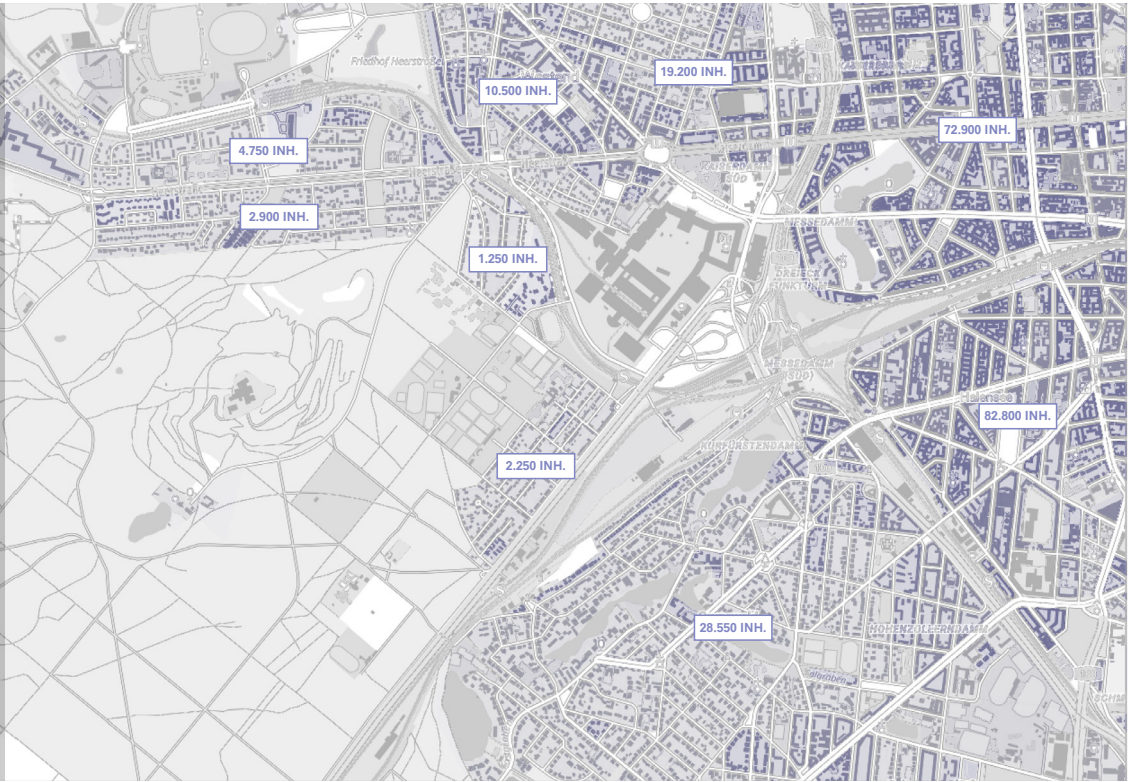 Friedhof Heerstraße
19.200 INH.
10.500 INH.
72.900 INH.
4.750 INH.
2.900 INH.
MESSEDAMM
1.250 INH.
DREIECK
FUNKTURM
MESSEDAMM
(SÜD)
Halensee
82.800 INH.
KURFÜRSTENDAMM
2.250 INH.
28.550 INH.
HOHENZOLLERNDAMM